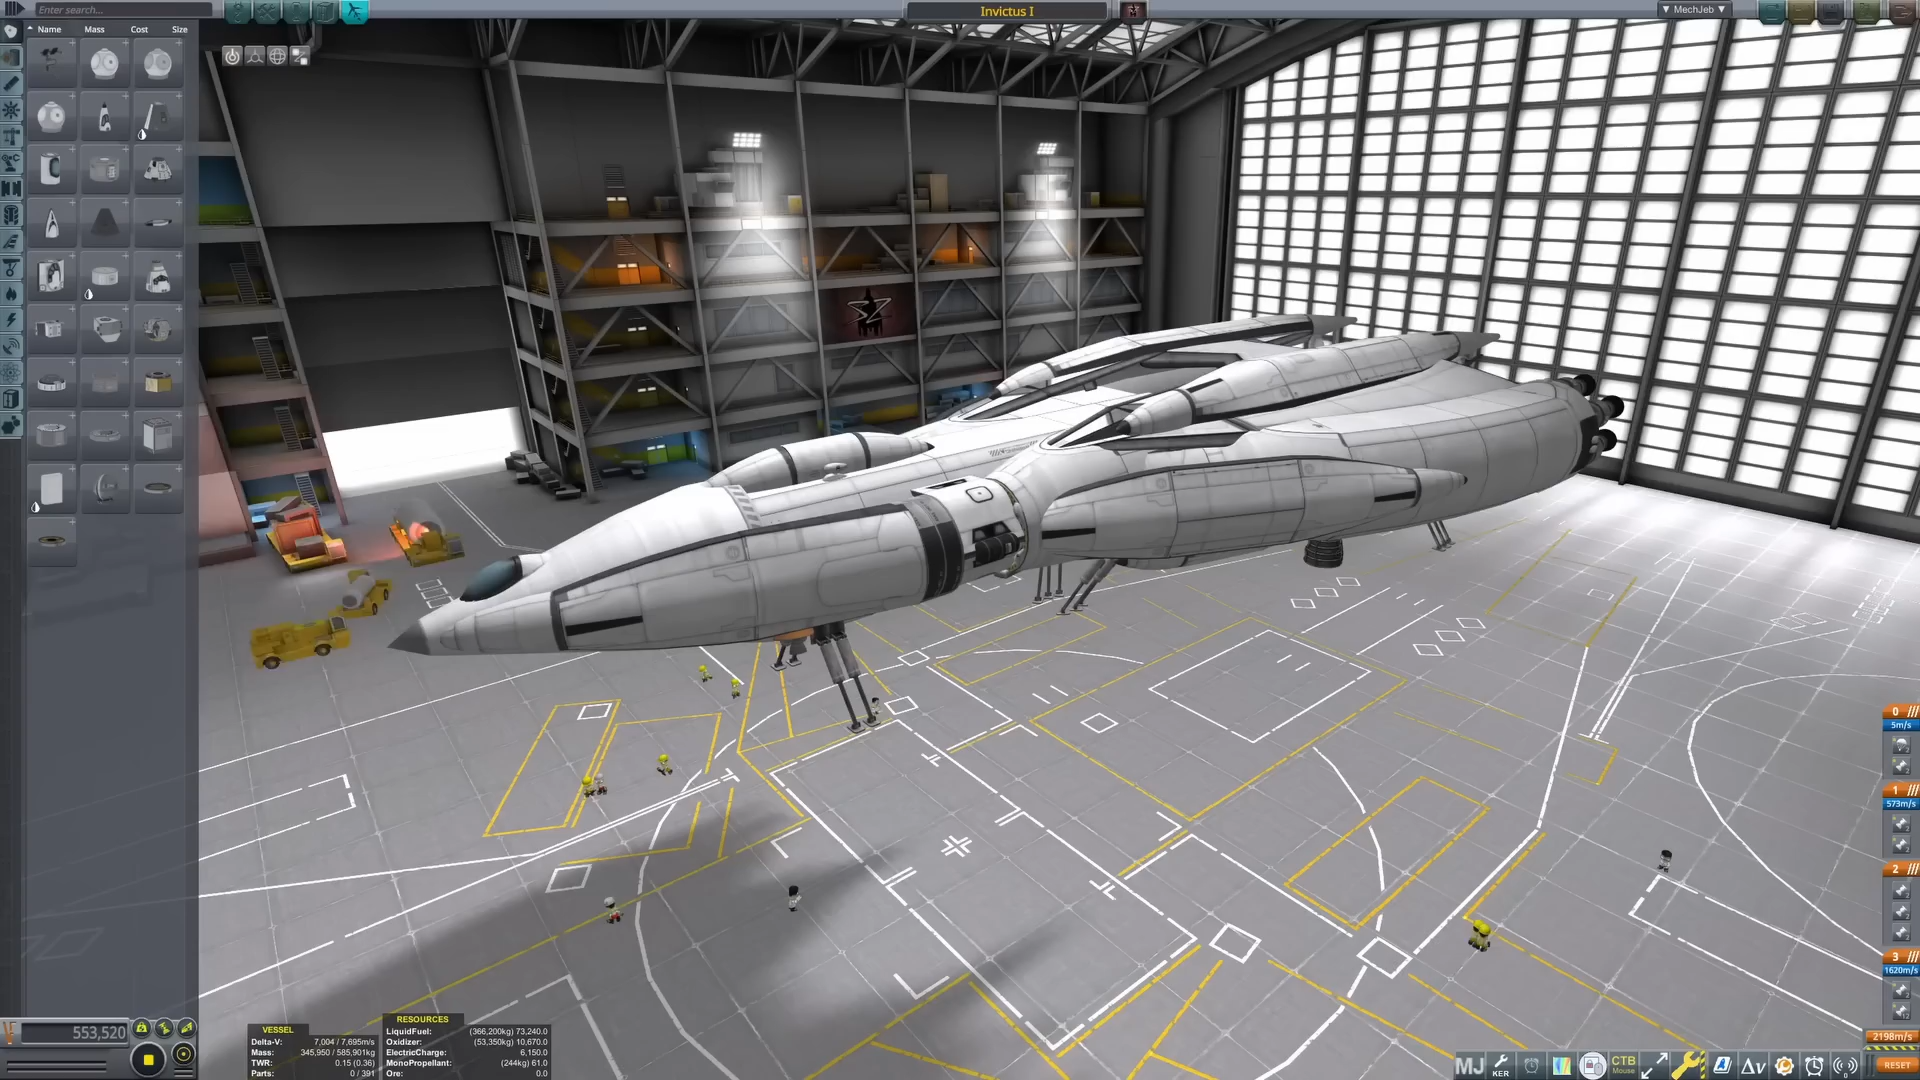 Enter search...
Invictus I
▼ MechJeb ▼
Name Mass Cost Size
0
5m/s
1
573m/s
2
3
1620m/s
2198m/s
553,520
VESSEL
Delta-V: 7,004 / 7,695m/s
Mass: 345,950 / 585,901kg
TWR: 0.15 (0.36)
Parts: 0 / 391
RESOURCES
LiquidFuel: (366,200kg) 73,240.0
Oxidizer: (53,350kg) 10,670.0
ElectricCharge: 6,150.0
MonoPropellant: (244kg) 61.0
Ore: 0.0
MJ
KER
CTB
Mouse
Δv
RESET